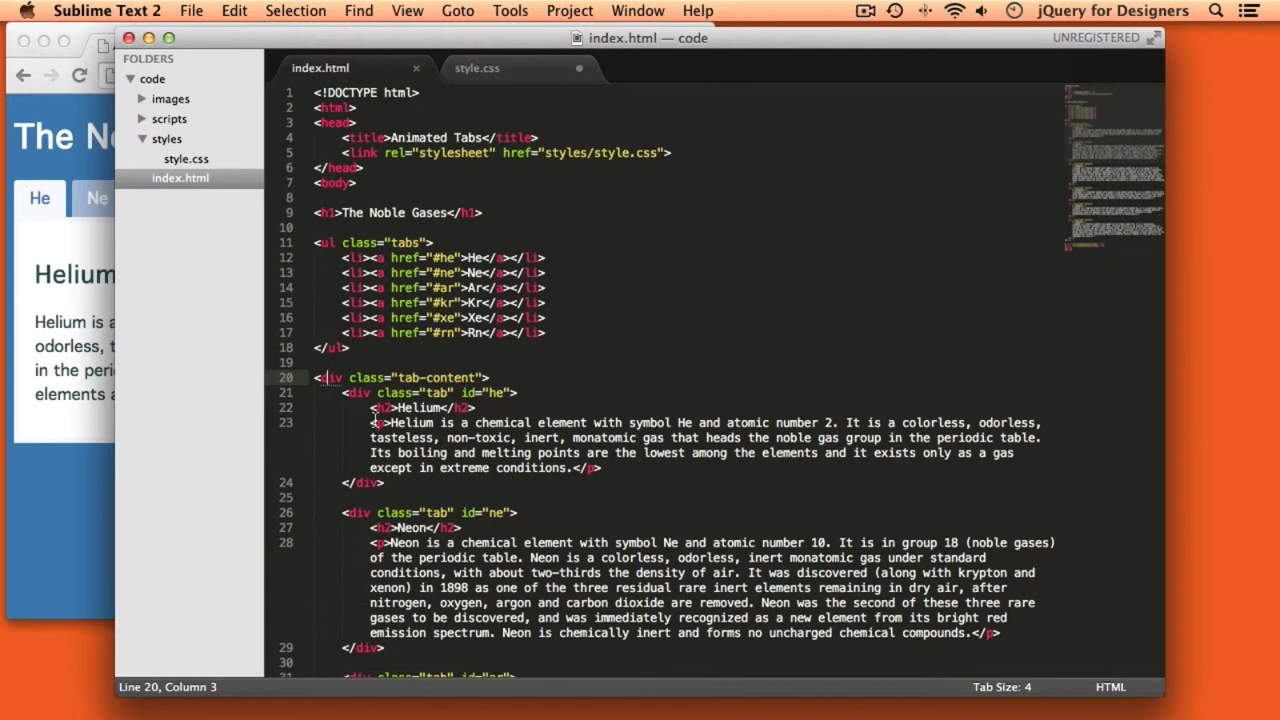 Sublime Text 2 File Edit Selection Find View Goto Tools Project Window Help jQuery for Designers
index.html — code UNREGISTERED
FOLDERS
code
images
scripts
styles
style.css
index.html
The N
He Ne
Helium
Helium is a
odorless, t
in the perio
elements a
index.html × style.css
1 <!DOCTYPE html>
2 <html>
3 <head>
4 <title>Animated Tabs</title>
5 <link rel="stylesheet" href="styles/style.css">
6 </head>
7 <body>
8
9 <h1>The Noble Gases</h1>
10
11 <ul class="tabs">
12 <li><a href="#he">He</a></li>
13 <li><a href="#ne">Ne</a></li>
14 <li><a href="#ar">Ar</a></li>
15 <li><a href="#kr">Kr</a></li>
16 <li><a href="#xe">Xe</a></li>
17 <li><a href="#rn">Rn</a></li>
18 </ul>
19
20 <div class="tab-content">
21 <div class="tab" id="he">
22 <h2>Helium</h2>
23 <p>Helium is a chemical element with symbol He and atomic number 2. It is a colorless, odorless,
tasteless, non-toxic, inert, monatomic gas that heads the noble gas group in the periodic table.
Its boiling and melting points are the lowest among the elements and it exists only as a gas
except in extreme conditions.</p>
24 </div>
25
26 <div class="tab" id="ne">
27 <h2>Neon</h2>
28 <p>Neon is a chemical element with symbol Ne and atomic number 10. It is in group 18 (noble gases)
of the periodic table. Neon is a colorless, odorless, inert monatomic gas under standard
conditions, with about two-thirds the density of air. It was discovered (along with krypton and
xenon) in 1898 as one of the three residual rare inert elements remaining in dry air, after
nitrogen, oxygen, argon and carbon dioxide are removed. Neon was the second of these three rare
gases to be discovered, and was immediately recognized as a new element from its bright red
emission spectrum. Neon is chemically inert and forms no uncharged chemical compounds.</p>
29 </div>
30
31 <div class="tab" id="ar">
Line 20, Column 3 Tab Size: 4 HTML